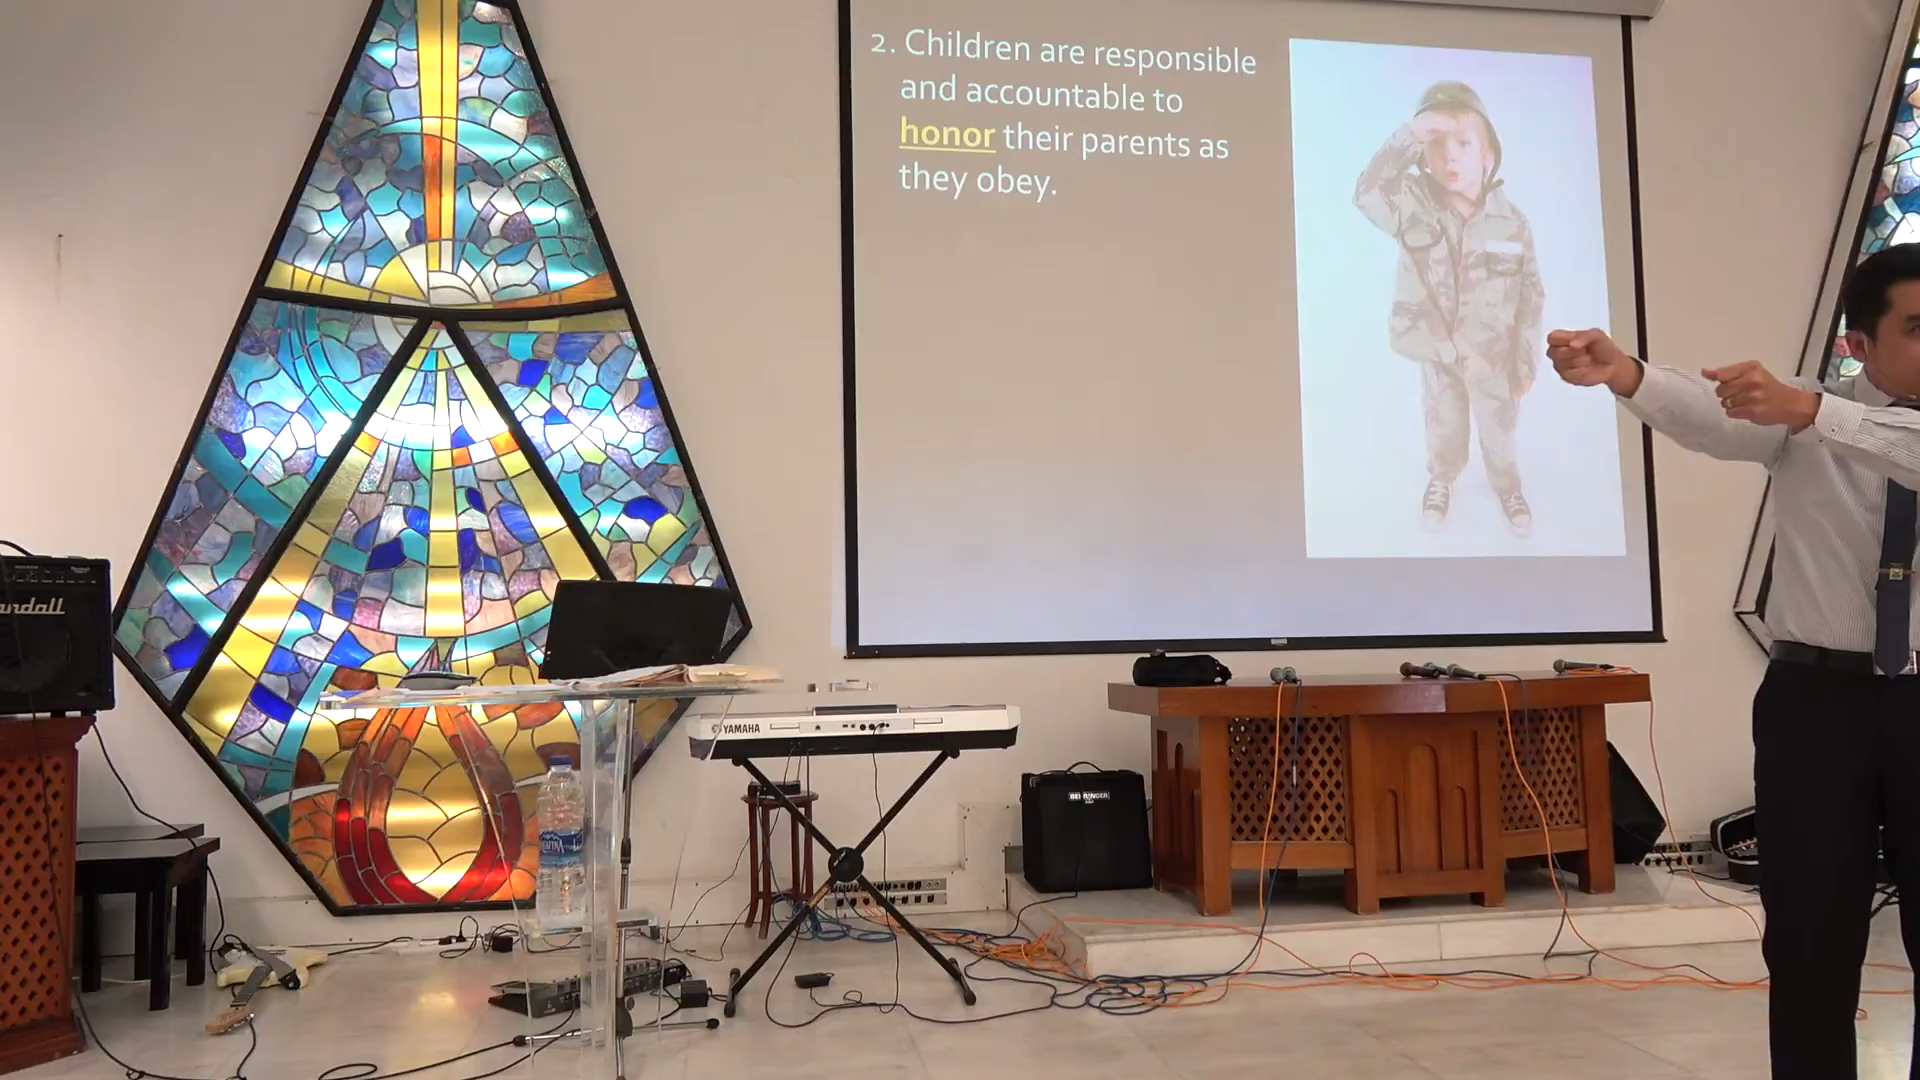 2. Children are responsible
and accountable to
honor their parents as
they obey.
andall
YAMAHA
BEHRINGER